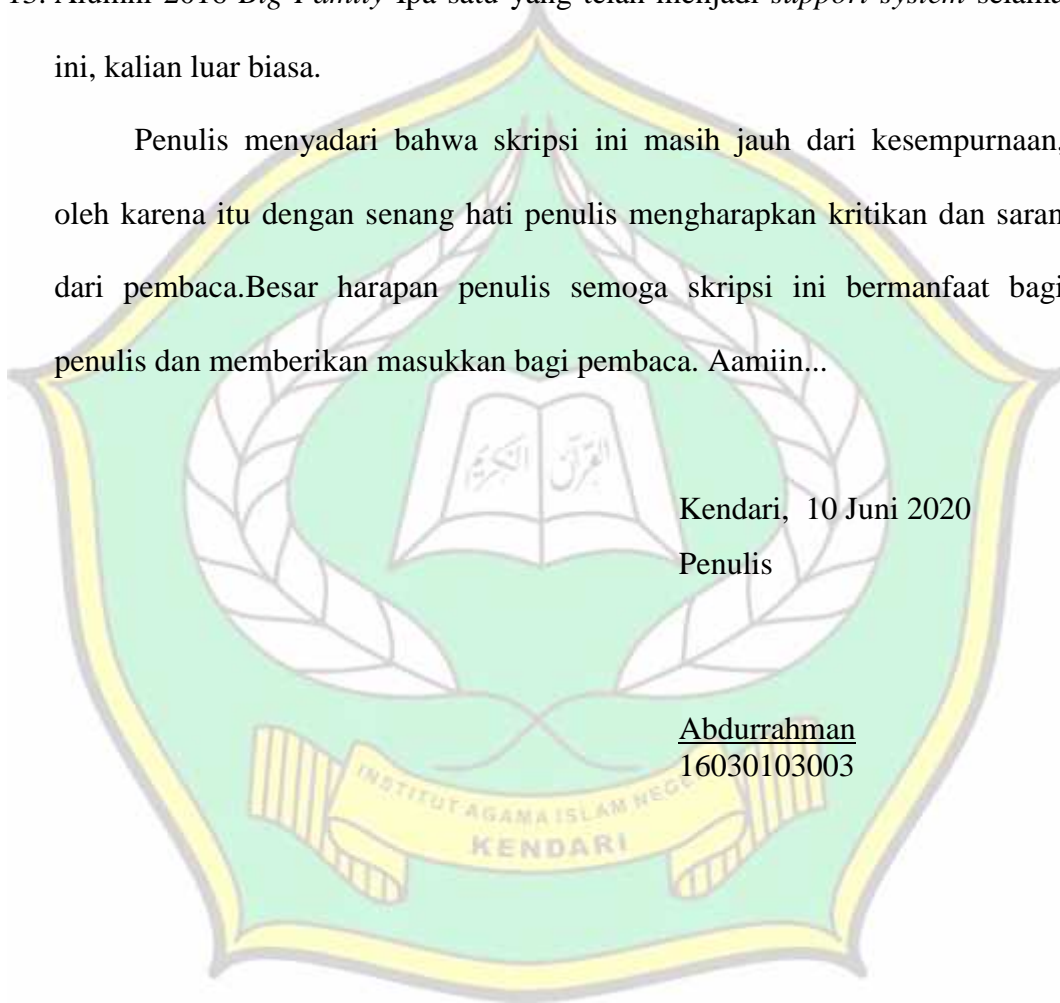 ini, kalian luar biasa.
Penulis menyadari bahwa skripsi ini masih jauh dari kesempurnaan,
oleh karena itu dengan senang hati penulis mengharapkan kritikan dan saran
dari pembaca.Besar harapan penulis semoga skripsi ini bermanfaat bagi
penulis dan memberikan masukkan bagi pembaca. Aamiin...
القرآن الكريم
Kendari, 10 Juni 2020
Penulis
Abdurrahman
16030103003
INSTITUT AGAMA ISLAM
KENDARI